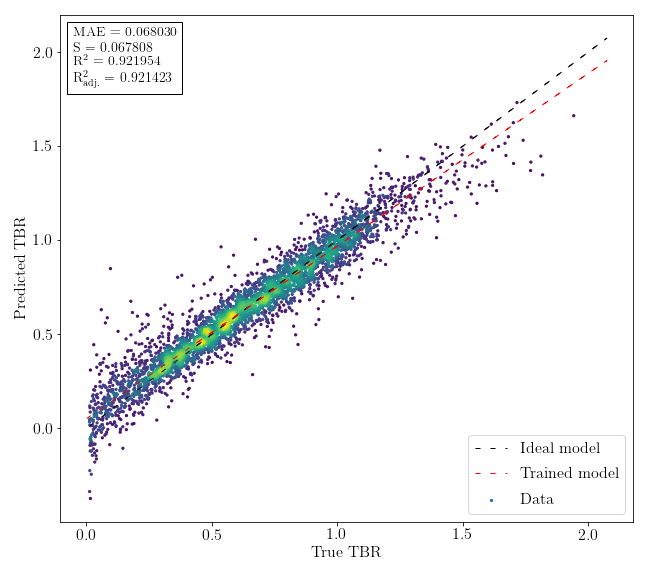 MAE = 0.068030
S = 0.067808
R² = 0.921954
R²adj. = 0.921423
2.0
1.5
1.0
0.5
0.0
Predicted TBR
Ideal model
Trained model
Data
0.0 0.5 1.0 1.5 2.0
True TBR